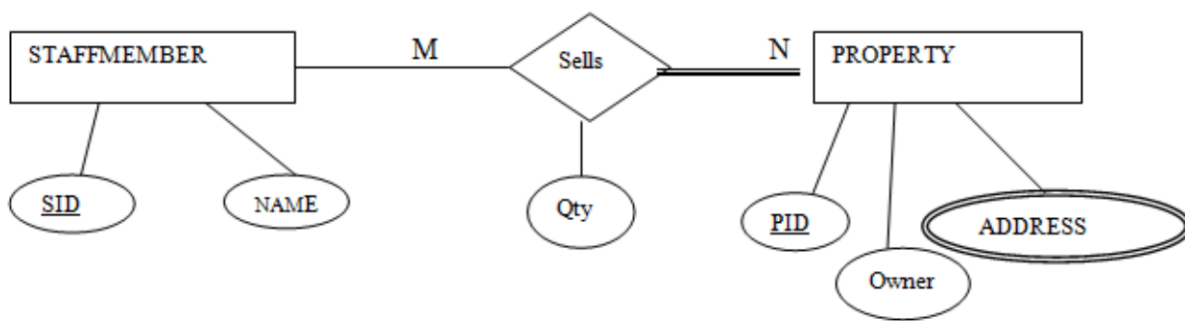 STAFFMEMBER
M
Sells
N
PROPERTY
SID
NAME
Qty
PID
Owner
ADDRESS